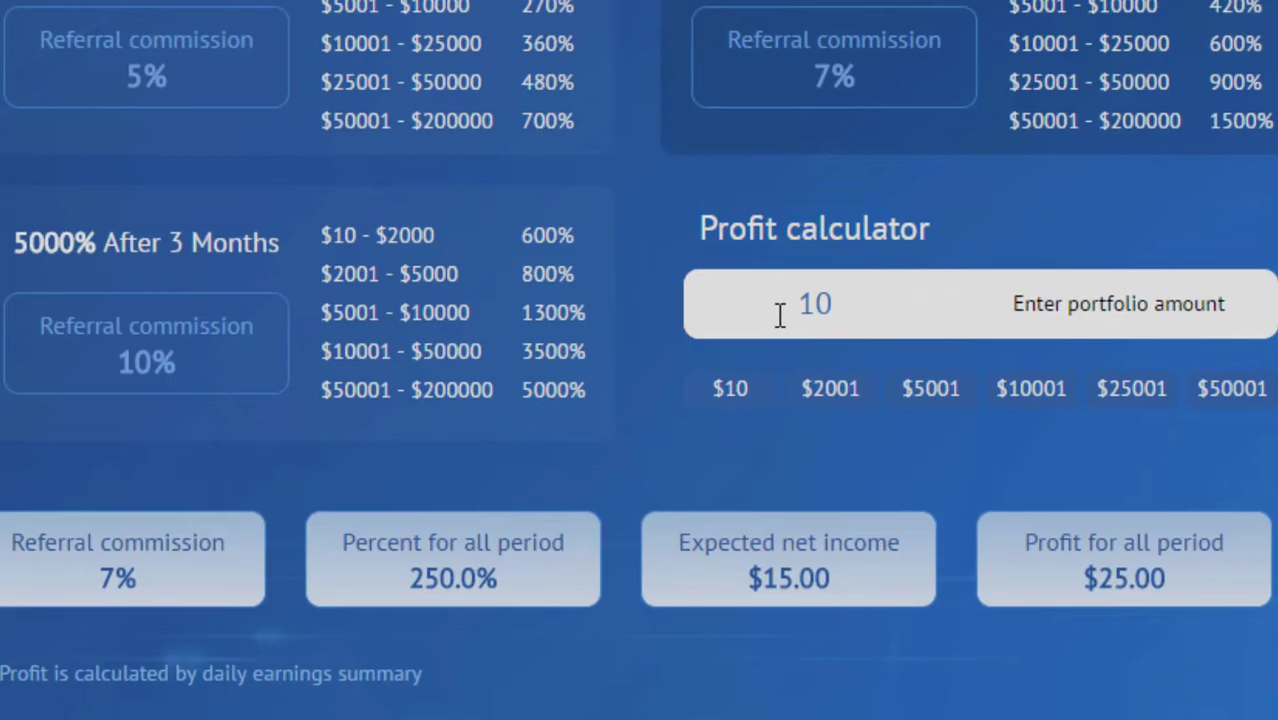 $5001 - $10000 270%
Referral commission
5%
$10001 - $25000 360%
$25001 - $50000 480%
$50001 - $200000 700%
$5001 - $10000 420%
Referral commission
7%
$10001 - $25000 600%
$25001 - $50000 900%
$50001 - $200000 1500%
5000% After 3 Months
Referral commission
10%
$10 - $2000 600%
$2001 - $5000 800%
$5001 - $10000 1300%
$10001 - $50000 3500%
$50001 - $200000 5000%
Profit calculator
10 Enter portfolio amount
$10 $2001 $5001 $10001 $25001 $50001
Referral commission
7%
Percent for all period
250.0%
Expected net income
$15.00
Profit for all period
$25.00
Profit is calculated by daily earnings summary